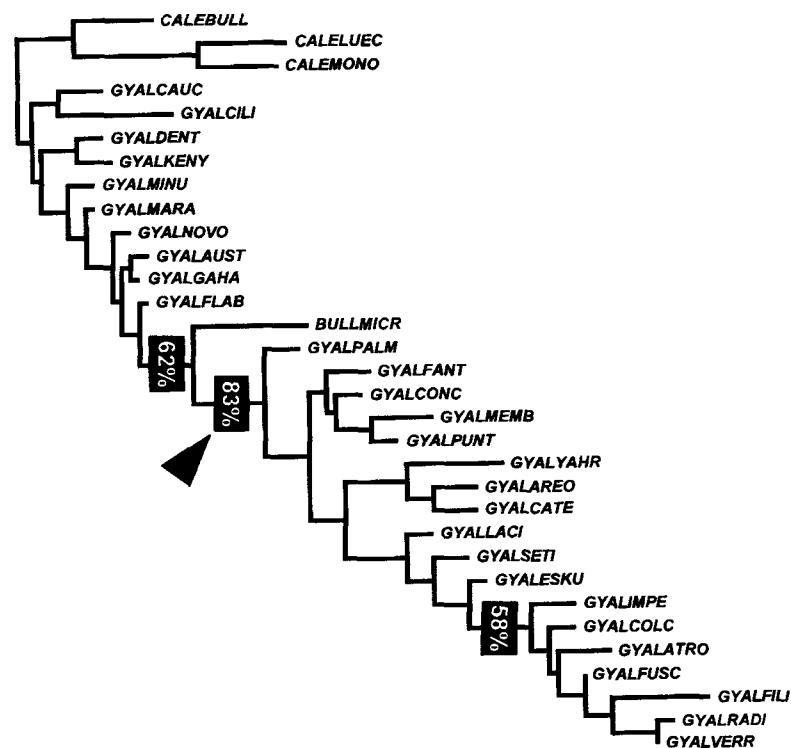 CALEBULL
CALELUEC
CALEMONO
GYALCAUC
GYALCILI
GYALDENT
GYALKENY
GYALMINU
GYALMARA
GYALNOVO
GYALAUST
GYALGAHA
GYALFLAB
BULLMICR
62%
GYALPALM
GYALFANT
83%
GYALCONC
GYALMEMB
GYALPUNT
GYALYAHR
GYALAREO
GYALCATE
GYALLACI
GYALSETI
GYALESKU
GYALIMPE
58%
GYALCOLC
GYALATRO
GYALFUSC
GYALFILI
GYALRADI
GYALVERR